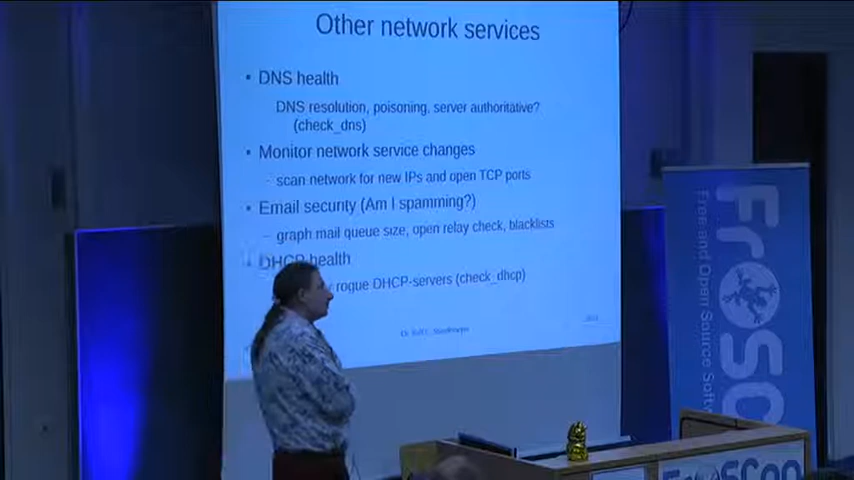 Other network services
• DNS health
DNS resolution, poisoning, server authoritative?
(check_dns)
• Monitor network service changes
– scan network for new IPs and open TCP ports
• Email security (Am I spamming?)
– graph mail queue size, open relay check, blacklists
DHCP health
rogue DHCP-servers (check_dhcp)
FrOSCon
Free and Open Source Soft
FrOSCon